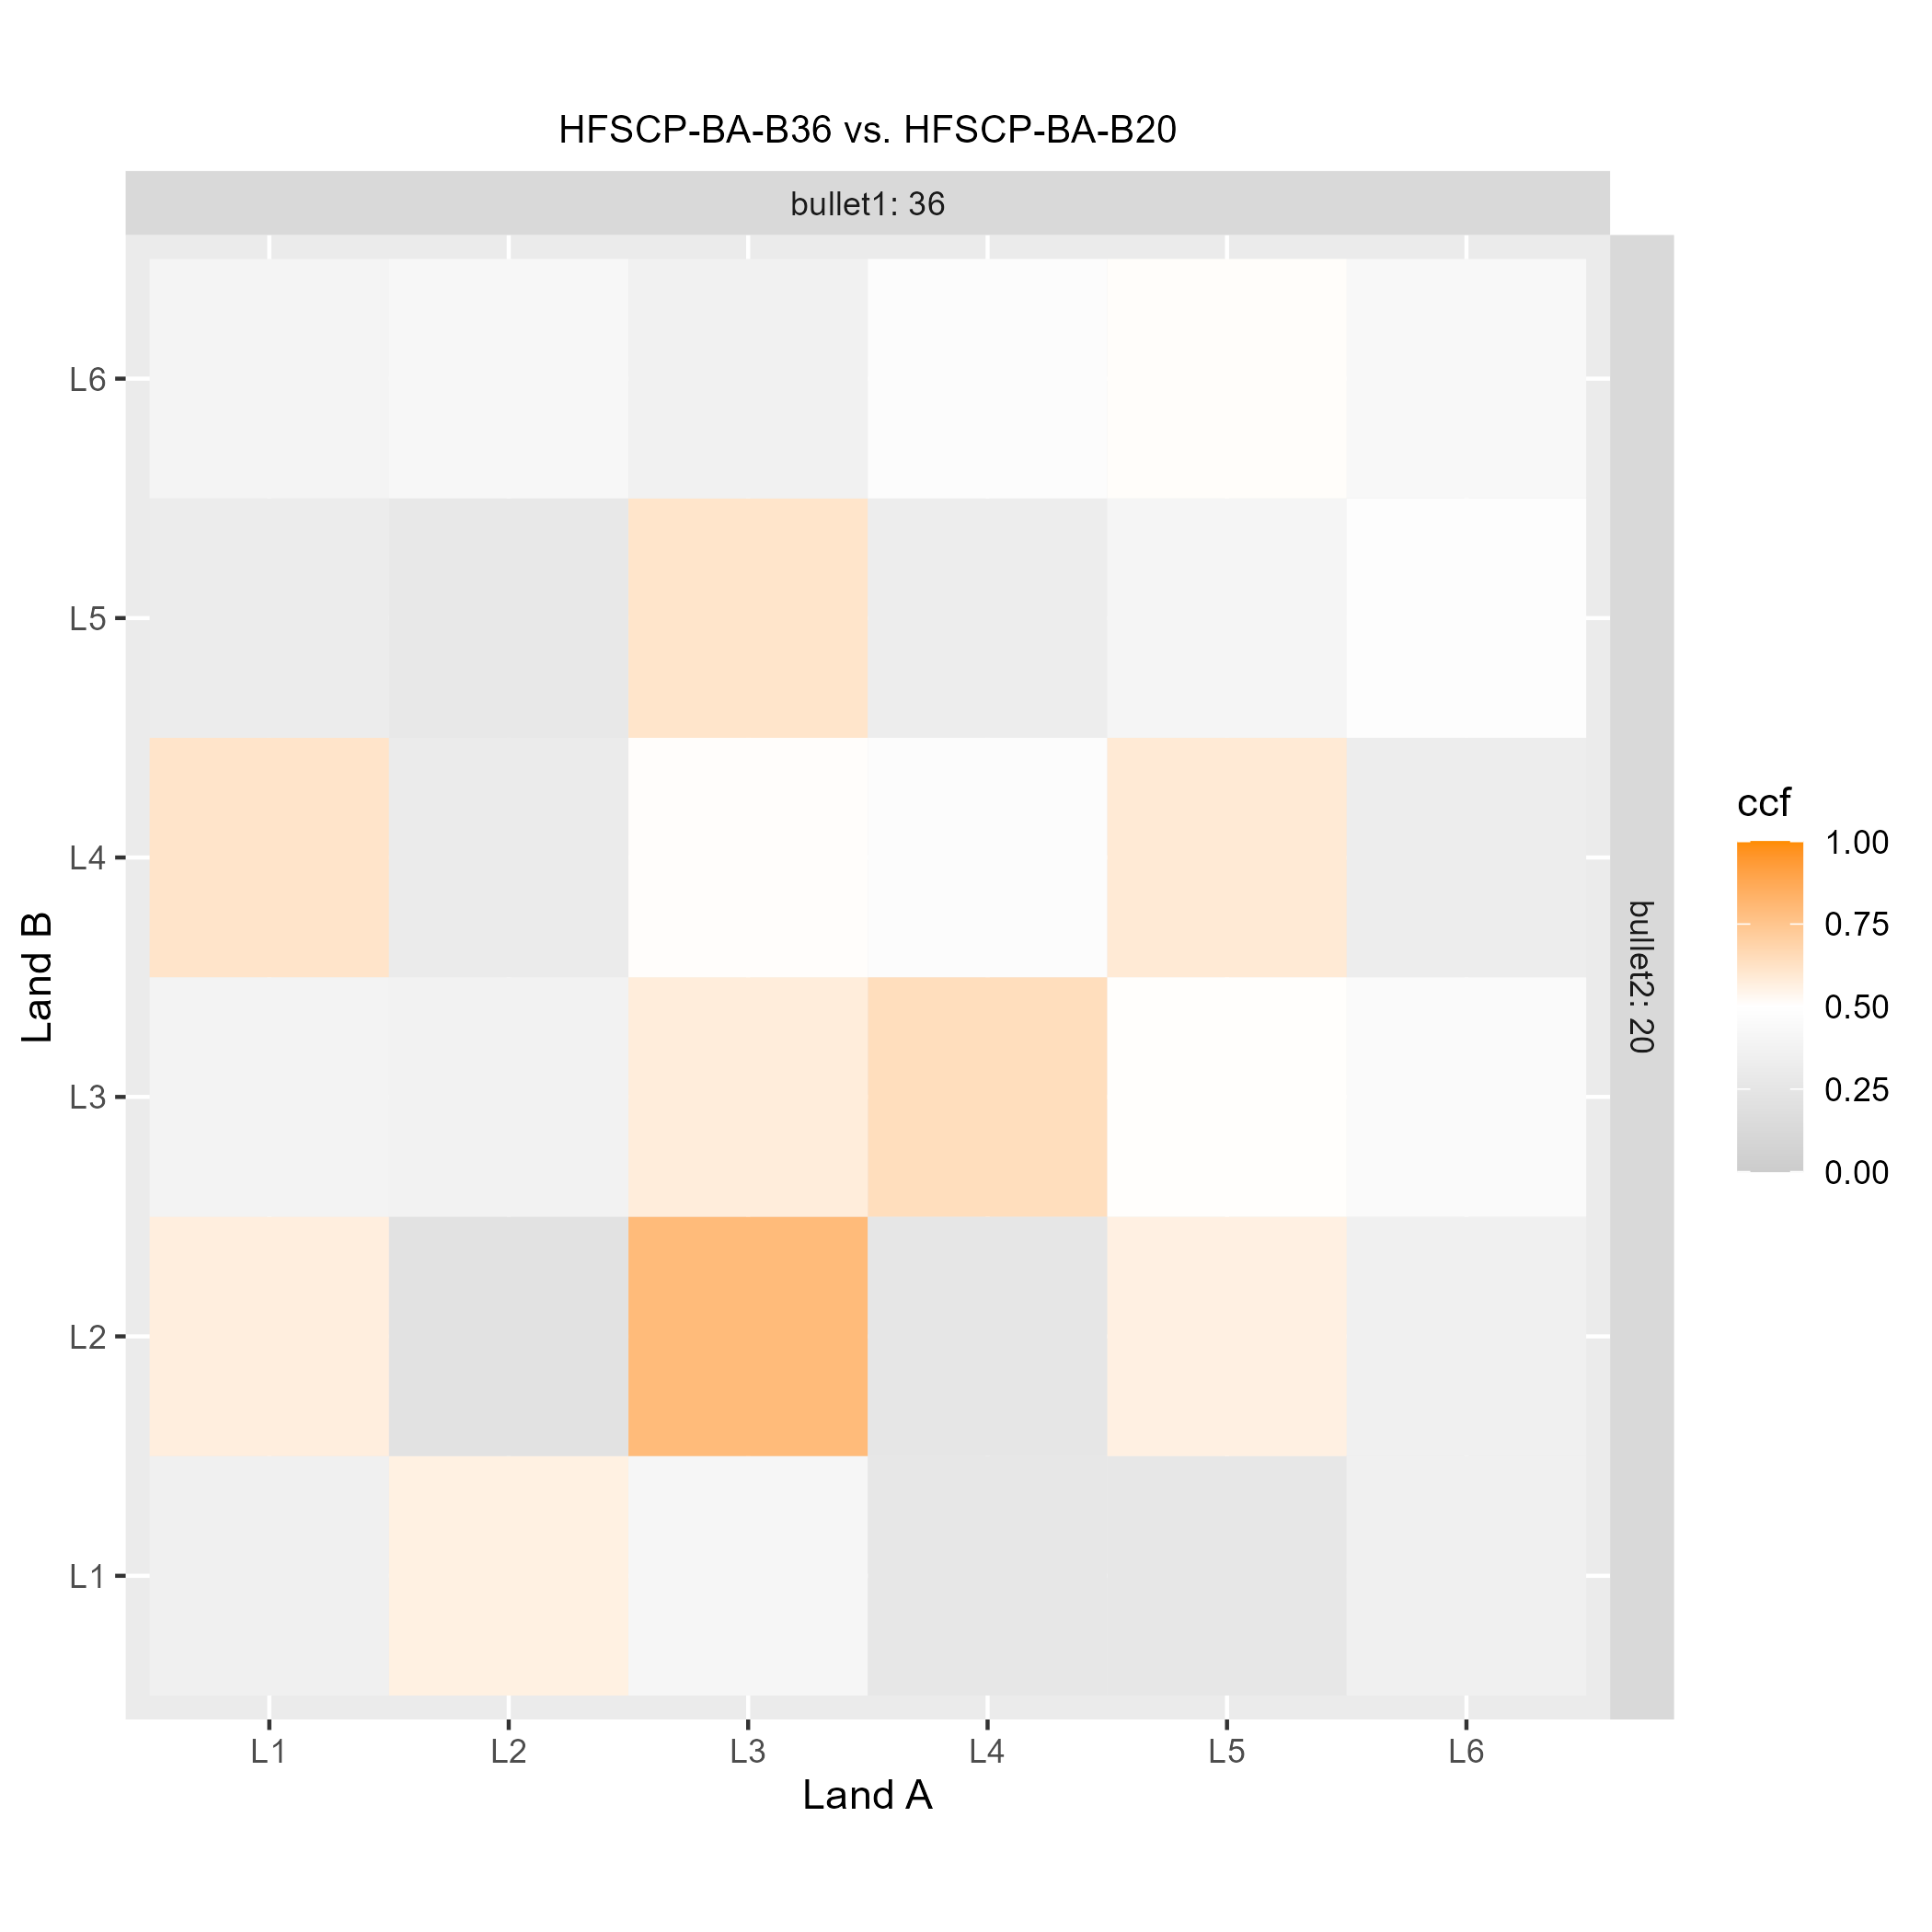 HFSCP-BA-B36 vs. HFSCP-BA-B20
bullet1: 36
L6
L5
L4
L3
L2
L1
Land B
L1 L2 L3 L4 L5 L6
Land A
bullet2: 20
ccf
1.00
0.75
0.50
0.25
0.00